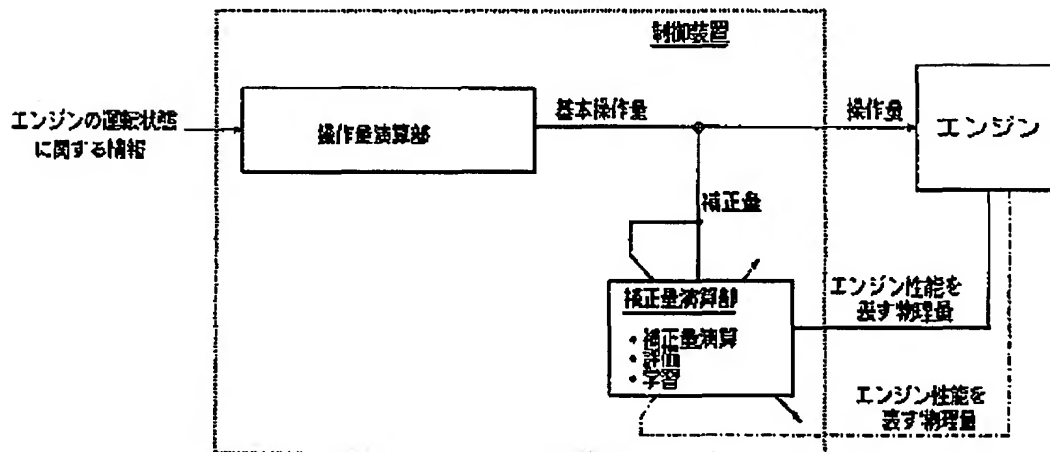 制御装置
エンジンの運転状態
に関する情報
操作量演算部
基本操作量
操作量
エンジン
補正量
補正量演算部
• 補正量演算
• 評価
• 学習
エンジン性能を
表す物理量
エンジン性能を
表す物理量